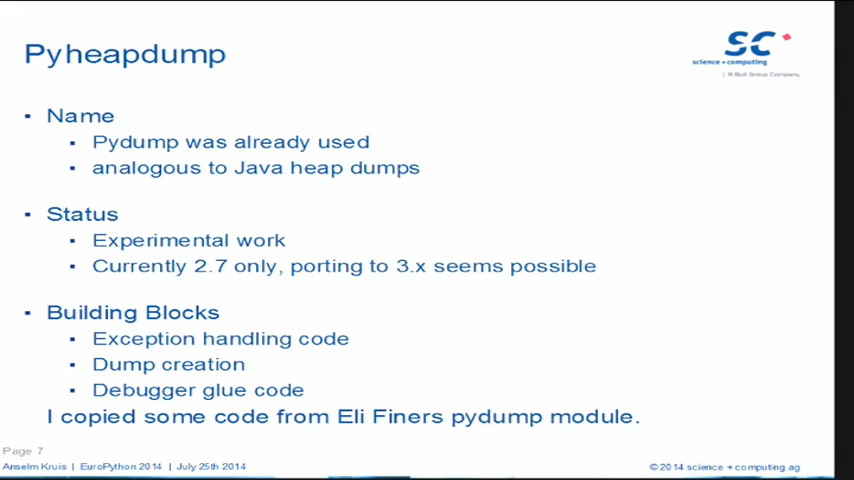 Pyheapdump
SC
science + computing
| A Bull Group Company
▪ Name
▪ Pydump was already used
▪ analogous to Java heap dumps
▪ Status
▪ Experimental work
▪ Currently 2.7 only, porting to 3.x seems possible
▪ Building Blocks
▪ Exception handling code
▪ Dump creation
▪ Debugger glue code
I copied some code from Eli Finers pydump module.
Page 7
Anselm Kruis | EuroPython 2014 | July 25th 2014
©2014 science + computing ag